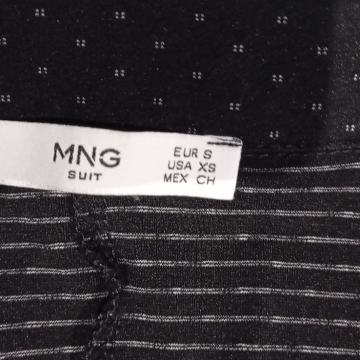 MNG
SUIT
EUR S
USA XS
MEX CH